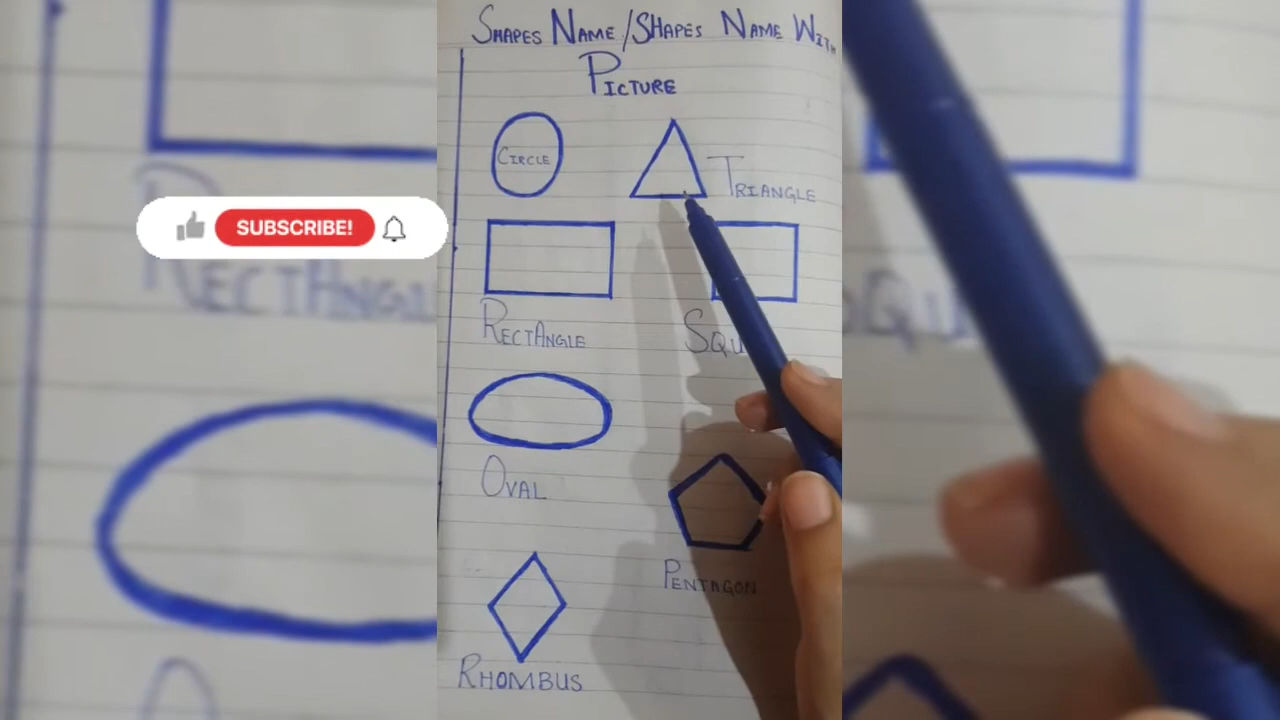 Shapes Name / Shapes Name With
Picture
Circle
Triangle
Rectangle
Oval
Pentagon
Rhombus
SUBSCRIBE!